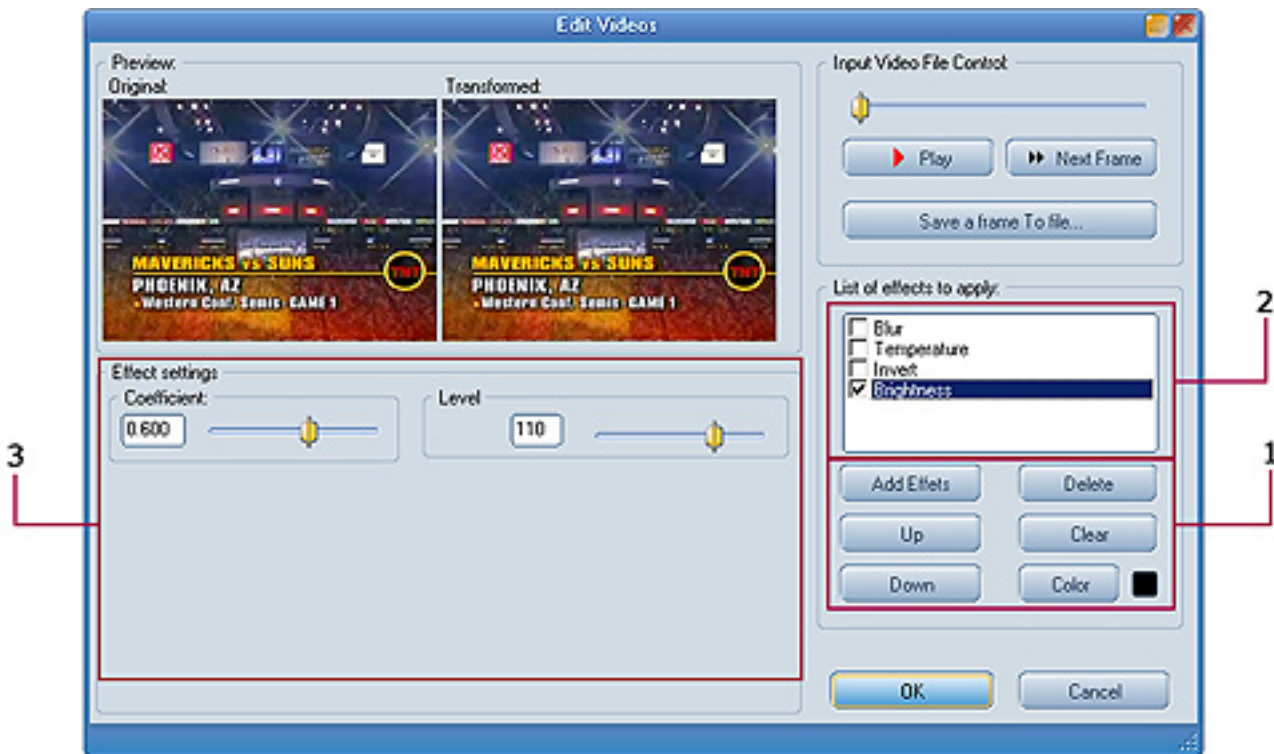 Edit Videos
Preview:
Original:
Transformed:
MAVERICKS vs SUNS
PHOENIX, AZ
Western Conf. Semis GAME 1
TNT
MAVERICKS vs SUNS
PHOENIX, AZ
Western Conf. Semis GAME 1
TNT
Input Video File Control
Play
Next Frame
Save a frame To file...
List of effects to apply:
Blur
Temperature
Invert
Brightness
2
Effect settings
Coefficient:
0.600
Level
110
3
Add Effets
Delete
1
Up
Clear
Down
Color
OK
Cancel